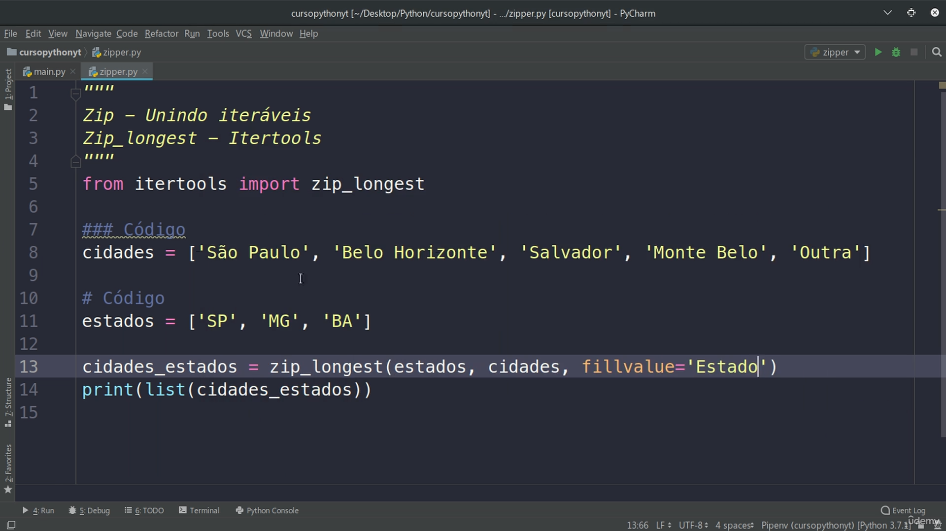 cursopythonyt [~/Desktop/Python/cursopythonyt] - .../zipper.py [cursopythonyt] - PyCharm
File Edit View Navigate Code Refactor Run Tools VCS Window Help
cursopythonyt zipper.py zipper
main.py zipper.py
1: Project
1 """
2 Zip - Unindo iteráveis
3 Zip_longest - Itertools
4 """
5 from itertools import zip_longest
6
7 ### Código
8 cidades = ['São Paulo', 'Belo Horizonte', 'Salvador', 'Monte Belo', 'Outra']
9
10 # Código
11 estados = ['SP', 'MG', 'BA']
12
13 cidades_estados = zip_longest(estados, cidades, fillvalue='Estado')
14 print(list(cidades_estados))
15
7: Structure
2: Favorites
4: Run 5: Debug 6: TODO Terminal Python Console Event Log
13:66 LF UTF-8 4 spaces Pipenv (cursopythonyt) [Python 3.7.1]
udemy